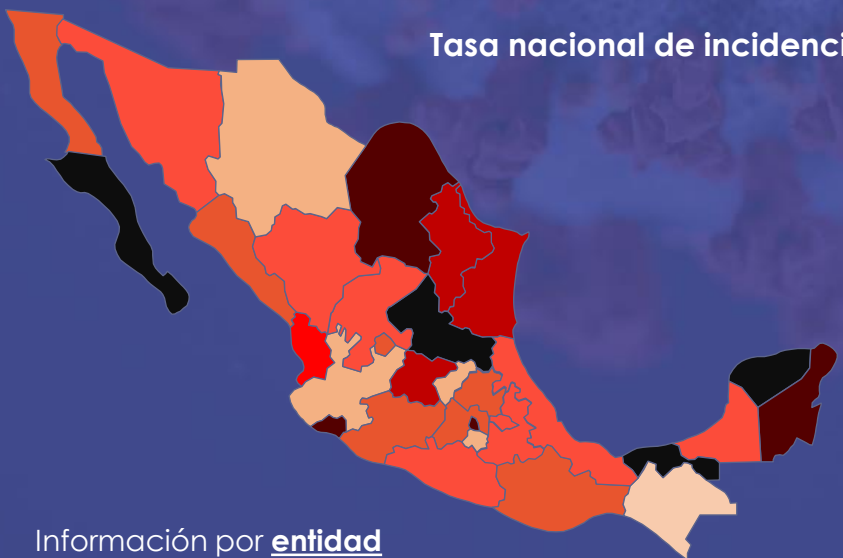 Tasa nacional de incidenci
Información por entidad